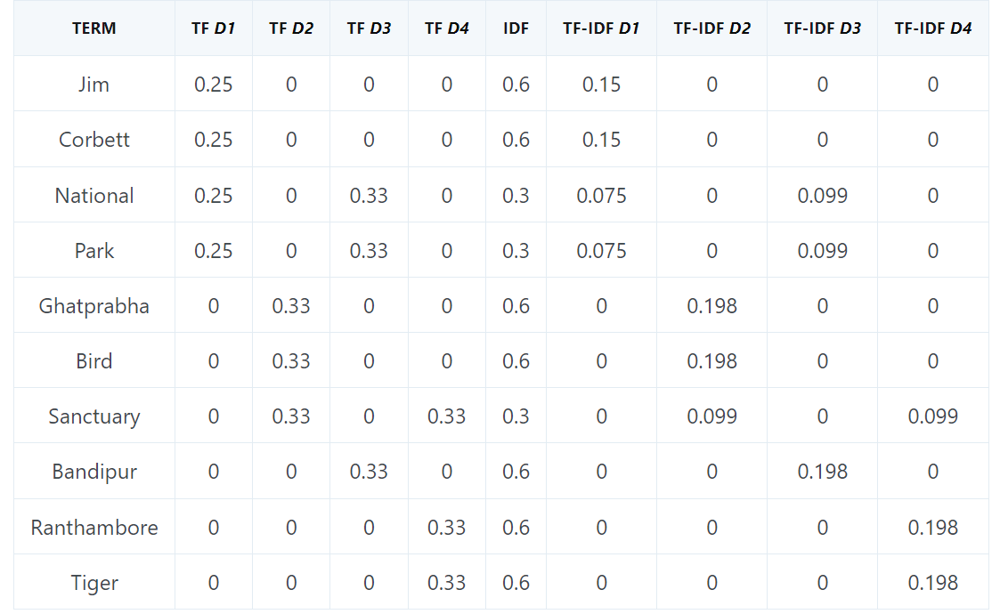 TERM TF D1 TF D2 TF D3 TF D4 IDF TF-IDF D1 TF-IDF D2 TF-IDF D3 TF-IDF D4
Jim 0.25 0 0 0 0.6 0.15 0 0 0
Corbett 0.25 0 0 0 0.6 0.15 0 0 0
National 0.25 0 0.33 0 0.3 0.075 0 0.099 0
Park 0.25 0 0.33 0 0.3 0.075 0 0.099 0
Ghatprabha 0 0.33 0 0 0.6 0 0.198 0 0
Bird 0 0.33 0 0 0.6 0 0.198 0 0
Sanctuary 0 0.33 0 0.33 0.3 0 0.099 0 0.099
Bandipur 0 0 0.33 0 0.6 0 0 0.198 0
Ranthambore 0 0 0 0.33 0.6 0 0 0 0.198
Tiger 0 0 0 0.33 0.6 0 0 0 0.198